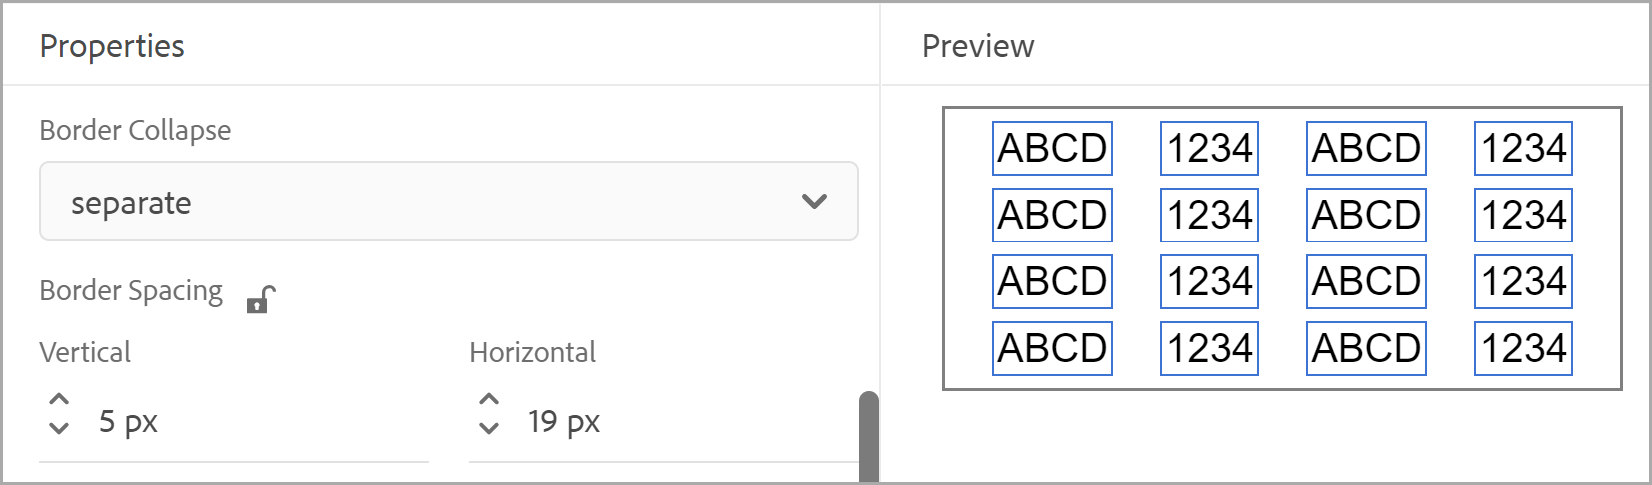 Properties
Border Collapse
separate
Border Spacing
Vertical Horizontal
5 px 19 px
Preview
ABCD 1234 ABCD 1234
ABCD 1234 ABCD 1234
ABCD 1234 ABCD 1234
ABCD 1234 ABCD 1234